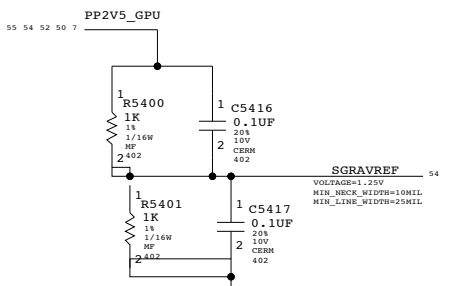 PP2V5_GPU
55 54 52 50 7
1
R5400
1K
1%
1/16W
MF
402
2
1
C5416
0.1UF
20%
10V
CERM
402
2
SGRAVREF
54
VOLTAGE=1.25V
MIN_NECK_WIDTH=10MIL
MIN_LINE_WIDTH=25MIL
1
R5401
1K
1%
1/16W
MF
402
2
1
C5417
0.1UF
20%
10V
CERM
402
2